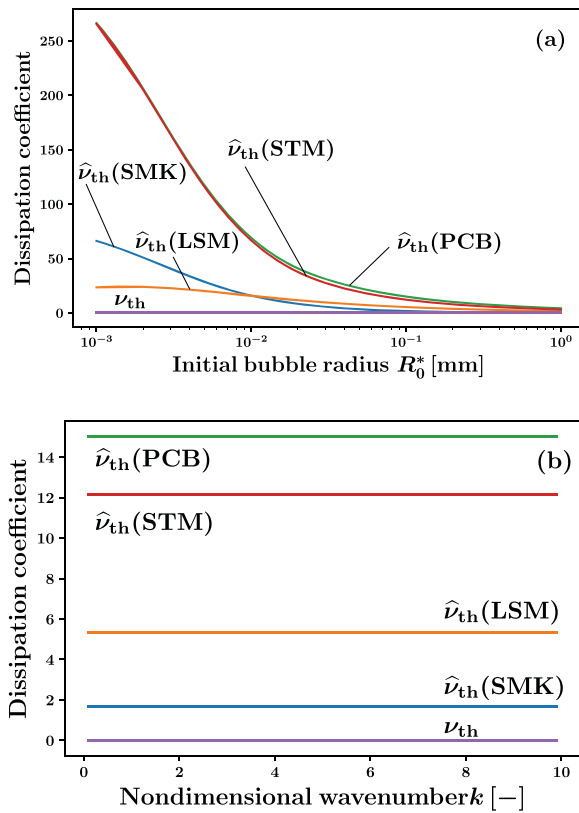 (a)
Dissipation coefficient
250
200
150
100
50
0
ν̂th(SMK)
ν̂th(STM)
ν̂th(LSM)
ν̂th(PCB)
νth
10⁻³ 10⁻² 10⁻¹ 10⁰
Initial bubble radius R₀* [mm]
(b)
Dissipation coefficient
14
12
10
8
6
4
2
0
ν̂th(PCB)
ν̂th(STM)
ν̂th(LSM)
ν̂th(SMK)
νth
0 2 4 6 8 10
Nondimensional wavenumberk [−]